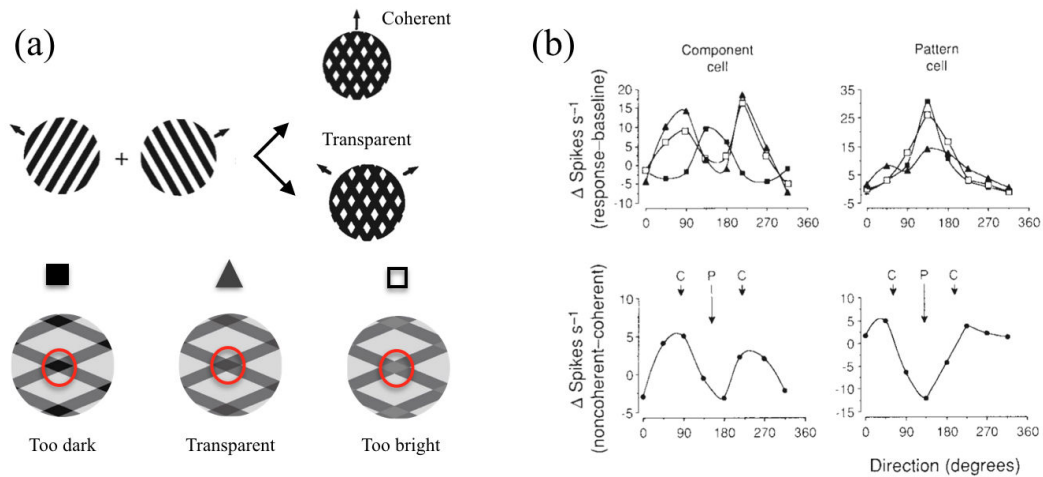 (a)
Coherent
+
Transparent
Too dark
Transparent
Too bright
(b)
Component
cell
Pattern
cell
Δ Spikes s⁻¹
(response–baseline)
20
15
10
5
0
-5
-10
0 90 180 270 360
35
25
15
5
-5
0 90 180 270 360
Δ Spikes s⁻¹
(noncoherent–coherent)
C P C
10
5
0
-5
0 90 180 270 360
C P C
10
5
0
-5
-10
-15
0 90 180 270 360
Direction (degrees)